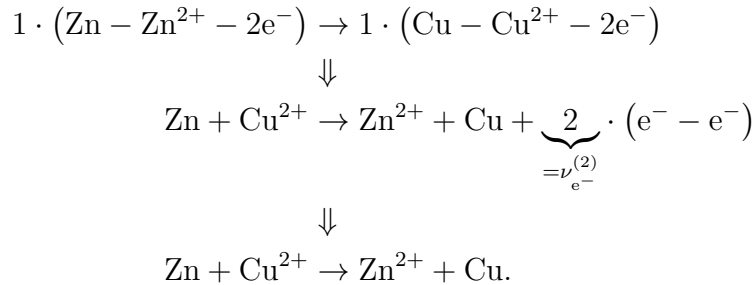 1 · (Zn − Zn²⁺ − 2e⁻) → 1 · (Cu − Cu²⁺ − 2e⁻)
⇓
Zn + Cu²⁺ → Zn²⁺ + Cu + 2 · (e⁻ − e⁻)
=ν_{e⁻}^{(2)}
⇓
Zn + Cu²⁺ → Zn²⁺ + Cu.